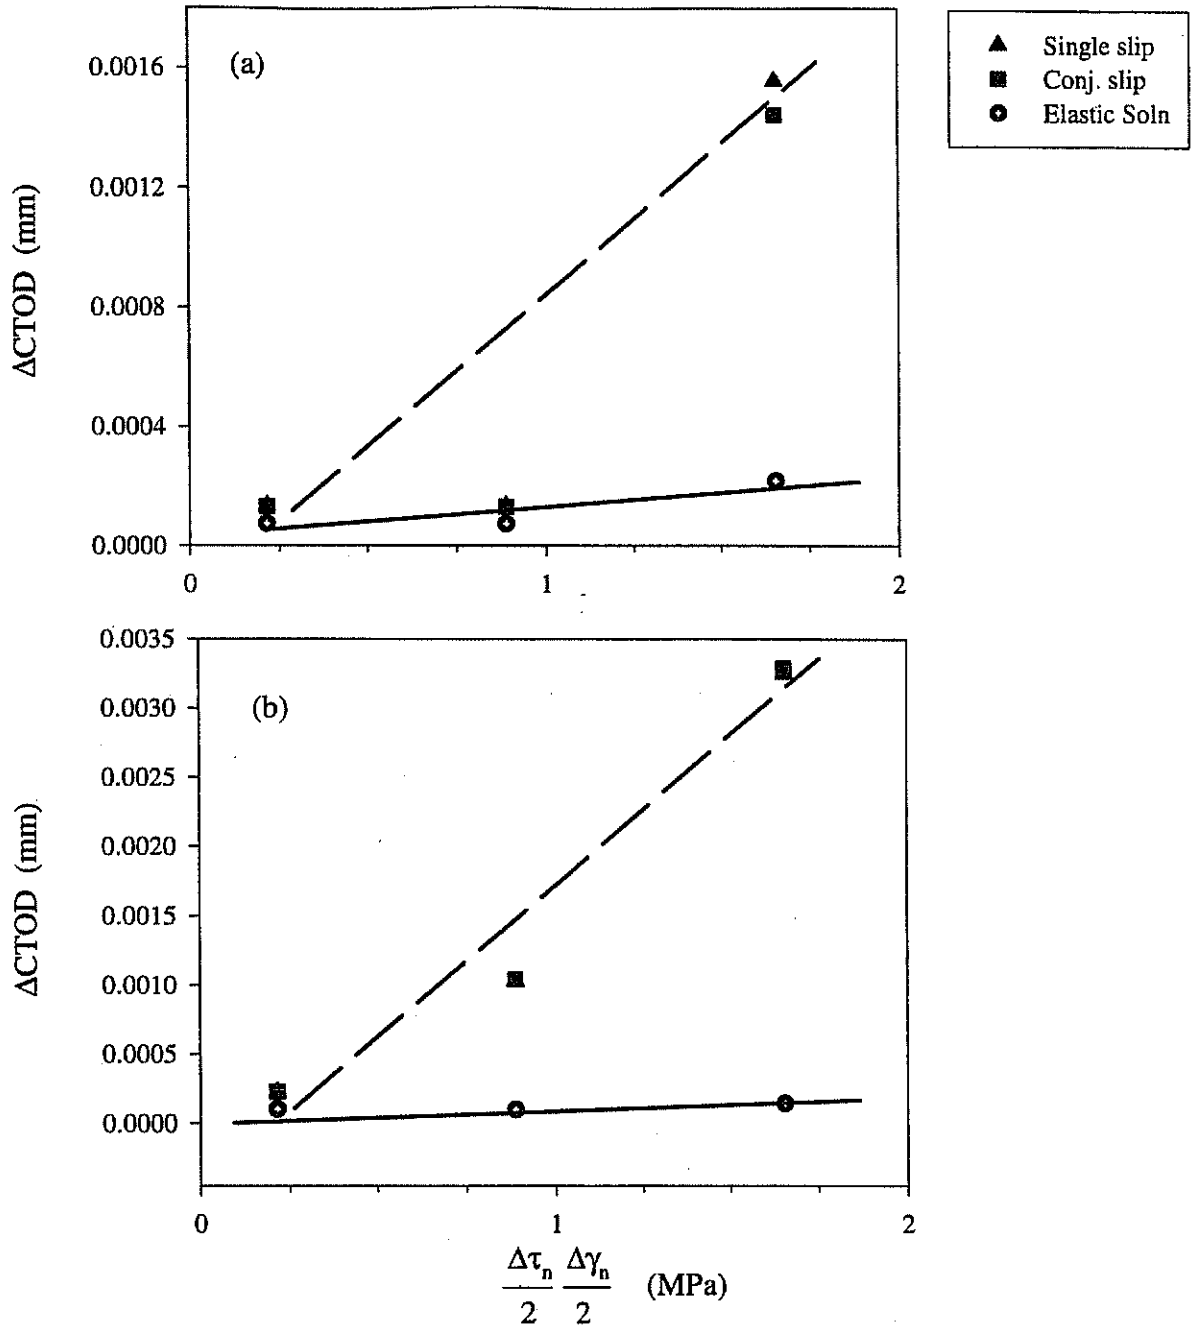 (a)
Single slip
Conj. slip
Elastic Soln
0.0016
0.0012
0.0008
0.0004
0.0000
ΔCTOD (mm)
0 1 2
(b)
0.0035
0.0030
0.0025
0.0020
0.0015
0.0010
0.0005
0.0000
ΔCTOD (mm)
0 1 2
Δτn/2 Δγn/2 (MPa)